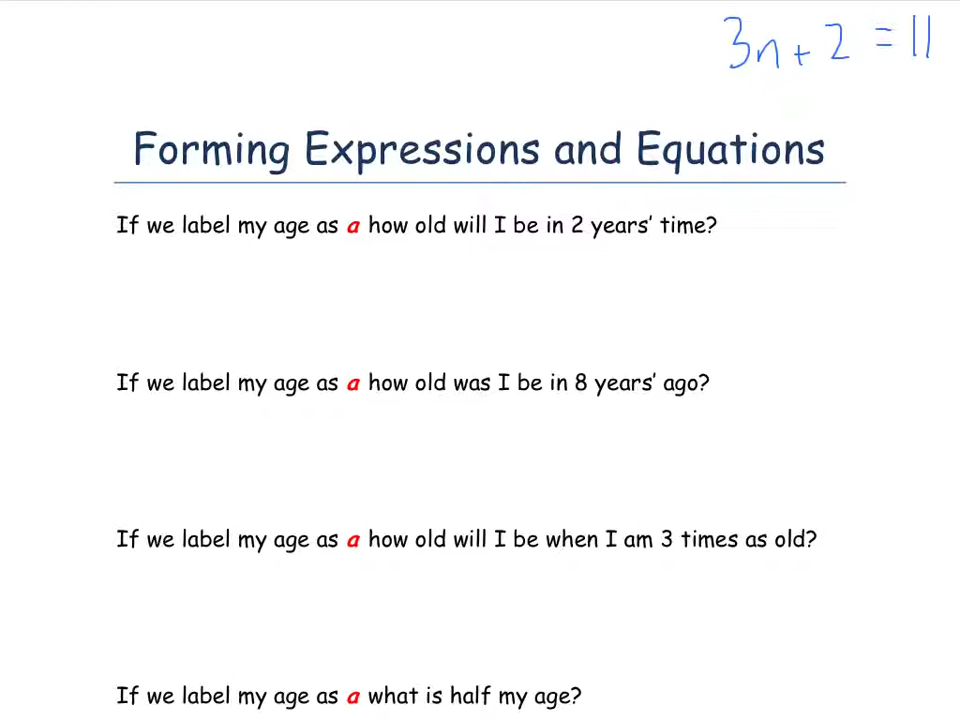 3n + 2 = 11
Forming Expressions and Equations
If we label my age as a how old will I be in 2 years’ time?
If we label my age as a how old was I be in 8 years’ ago?
If we label my age as a how old will I be when I am 3 times as old?
If we label my age as a what is half my age?